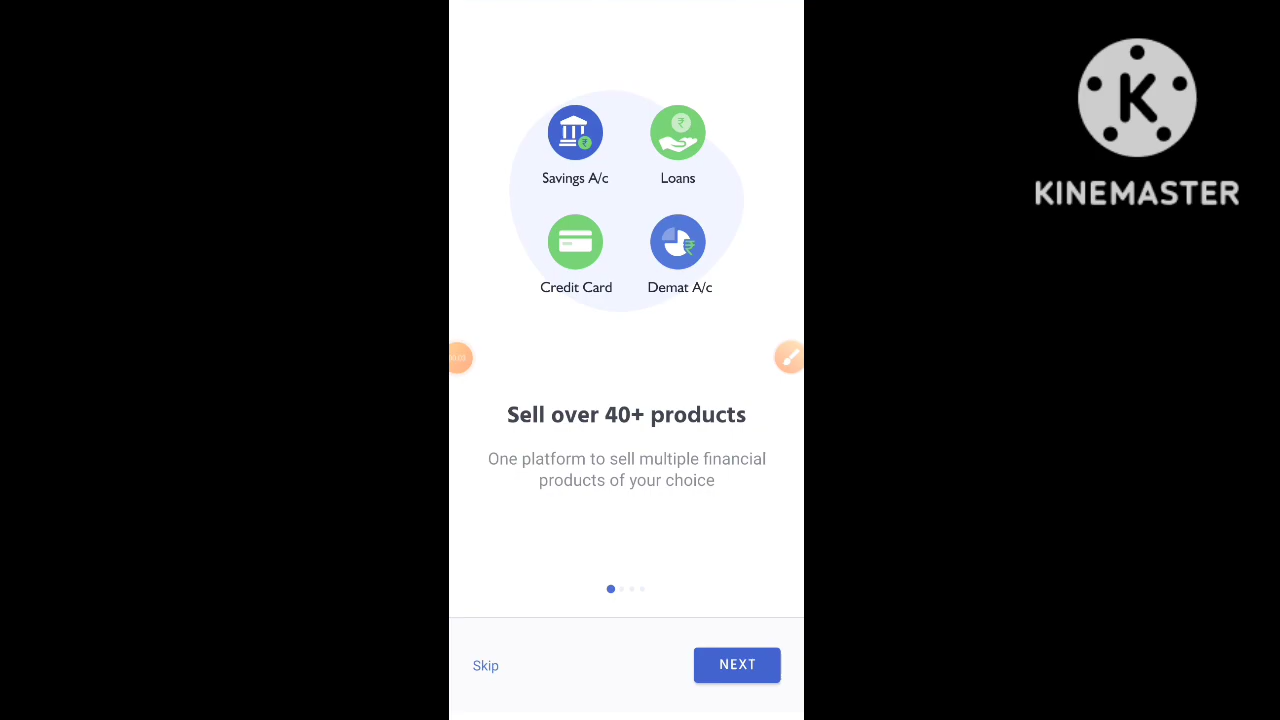 KINEMASTER
Savings A/c
Loans
Credit Card
Demat A/c
Sell over 40+ products
One platform to sell multiple financial
products of your choice
Skip
NEXT